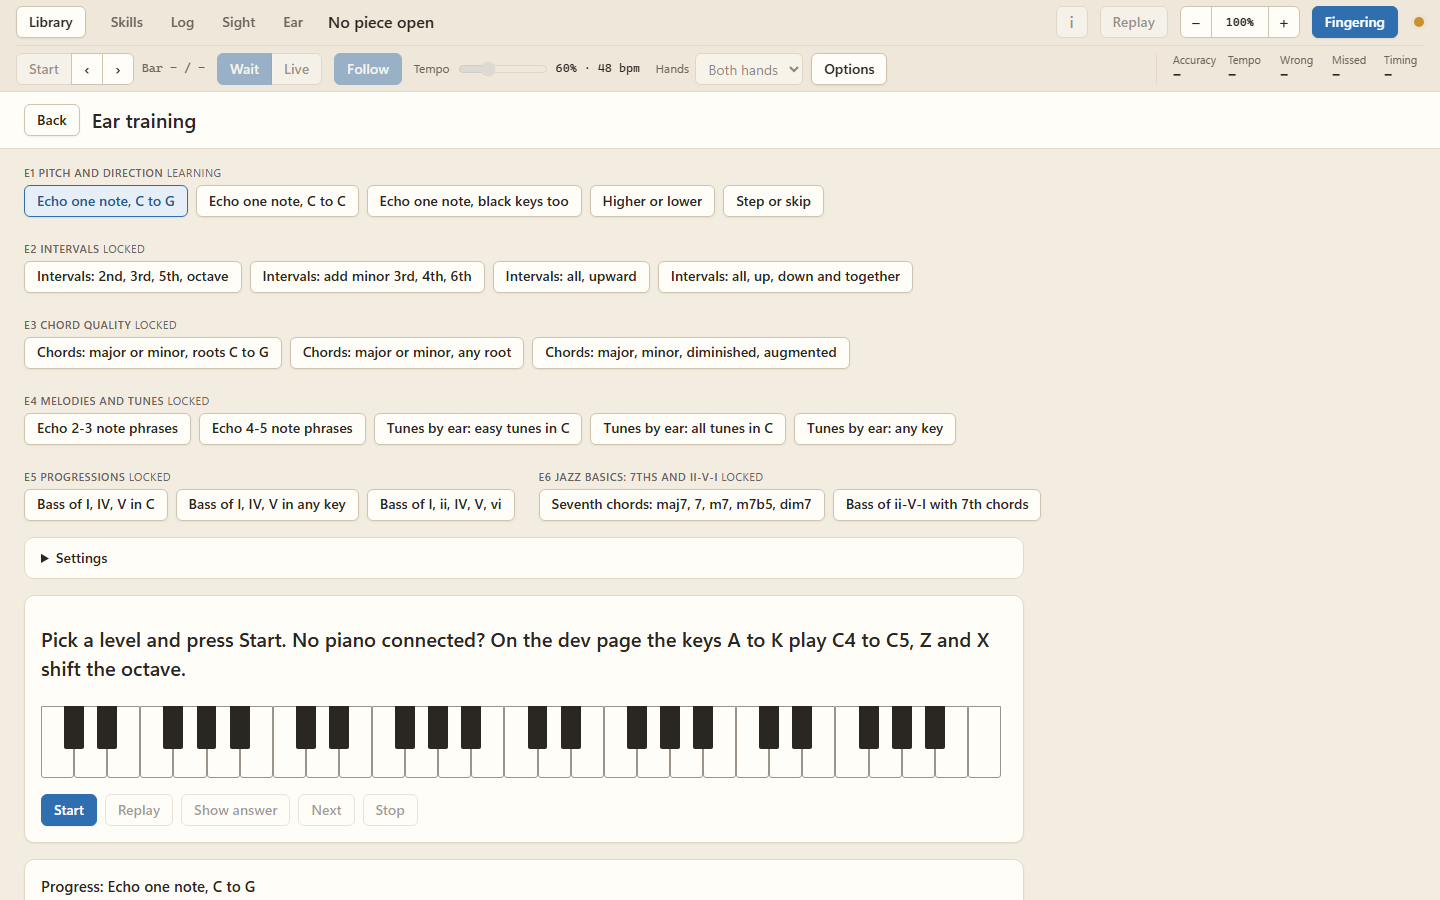 Library Skills Log Sight Ear No piece open i Replay − 100% + Fingering
Start ‹ › Bar – / – Wait Live Follow Tempo 60% · 48 bpm Hands Both hands Options Accuracy – Tempo – Wrong – Missed – Timing –
Back Ear training
E1 PITCH AND DIRECTION LEARNING
Echo one note, C to G Echo one note, C to C Echo one note, black keys too Higher or lower Step or skip
E2 INTERVALS LOCKED
Intervals: 2nd, 3rd, 5th, octave Intervals: add minor 3rd, 4th, 6th Intervals: all, upward Intervals: all, up, down and together
E3 CHORD QUALITY LOCKED
Chords: major or minor, roots C to G Chords: major or minor, any root Chords: major, minor, diminished, augmented
E4 MELODIES AND TUNES LOCKED
Echo 2-3 note phrases Echo 4-5 note phrases Tunes by ear: easy tunes in C Tunes by ear: all tunes in C Tunes by ear: any key
E5 PROGRESSIONS LOCKED E6 JAZZ BASICS: 7THS AND II-V-I LOCKED
Bass of I, IV, V in C Bass of I, IV, V in any key Bass of I, ii, IV, V, vi Seventh chords: maj7, 7, m7, m7b5, dim7 Bass of ii-V-I with 7th chords
Settings
Pick a level and press Start. No piano connected? On the dev page the keys A to K play C4 to C5, Z and X
shift the octave.
Start Replay Show answer Next Stop
Progress: Echo one note, C to G